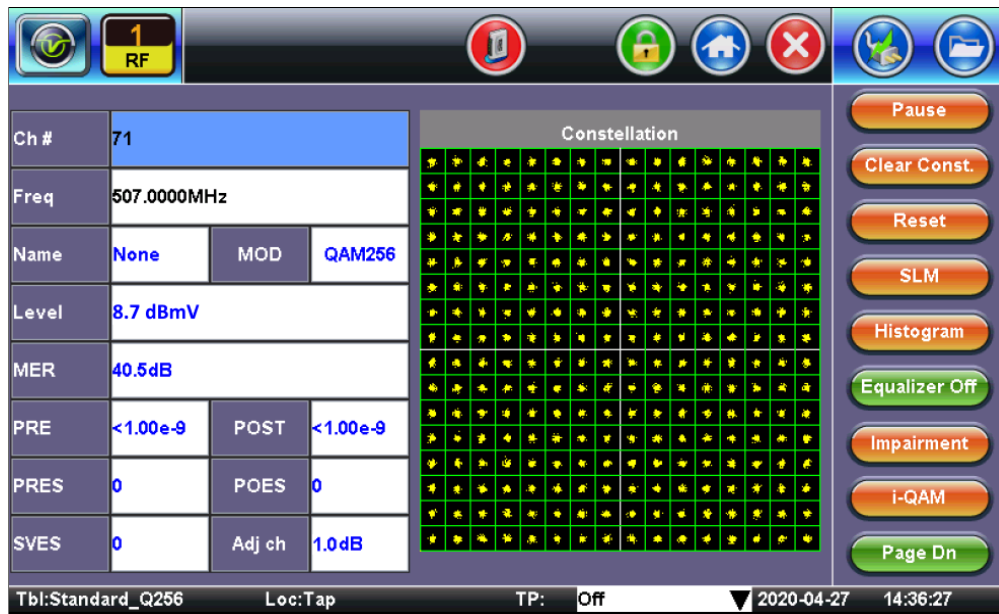 1
RF
Ch # 71
Freq 507.0000MHz
Name None MOD QAM256
Level 8.7 dBmV
MER 40.5dB
PRE <1.00e-9 POST <1.00e-9
PRES 0 POES 0
SVES 0 Adj ch 1.0dB
Constellation
Pause
Clear Const.
Reset
SLM
Histogram
Equalizer Off
Impairment
i-QAM
Page Dn
Tbl:Standard_Q256 Loc:Tap TP: Off 2020-04-27 14:36:27